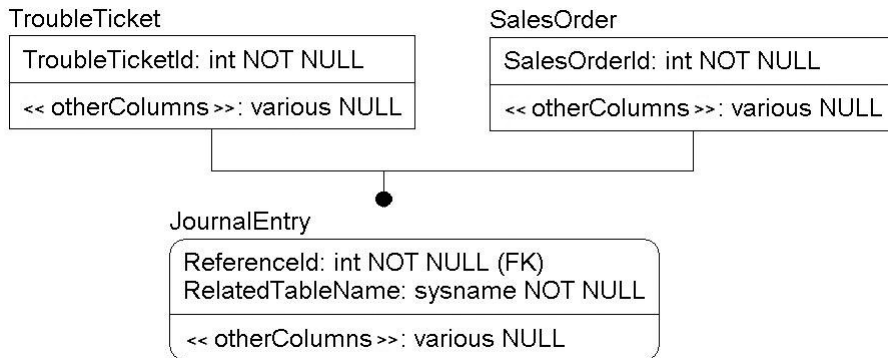 TroubleTicket
TroubleTicketId: int NOT NULL
<< otherColumns >>: various NULL
SalesOrder
SalesOrderId: int NOT NULL
<< otherColumns >>: various NULL
JournalEntry
ReferenceId: int NOT NULL (FK)
RelatedTableName: sysname NOT NULL
<< otherColumns >>: various NULL